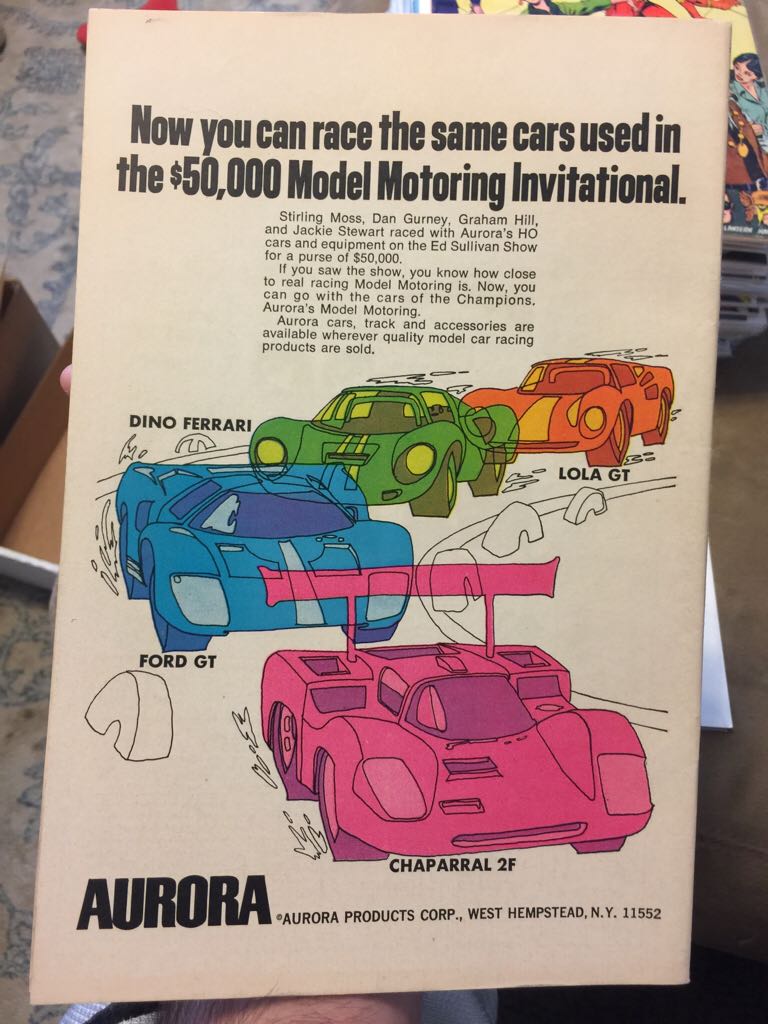 Now you can race the same cars used in
the $50,000 Model Motoring Invitational.
Stirling Moss, Dan Gurney, Graham Hill,
and Jackie Stewart raced with Aurora's HO
cars and equipment on the Ed Sullivan Show
for a purse of $50,000.
If you saw the show, you know how close
to real racing Model Motoring is. Now, you
can go with the cars of the Champions.
Aurora's Model Motoring.
Aurora cars, track and accessories are
available wherever quality model car racing
products are sold.
DINO FERRARI
LOLA GT
FORD GT
CHAPARRAL 2F
AURORA ©AURORA PRODUCTS CORP., WEST HEMPSTEAD, N.Y. 11552